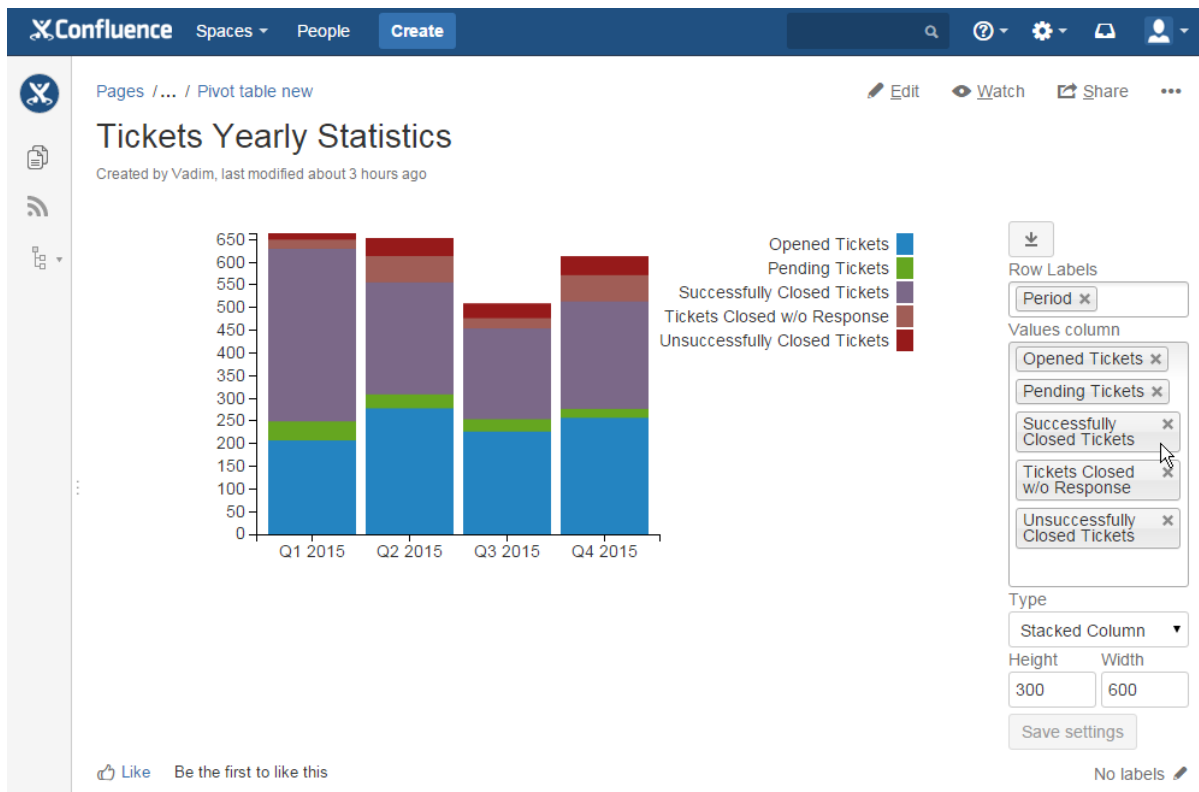 Confluence Spaces People Create
Pages / ... / Pivot table new
Edit Watch Share
Tickets Yearly Statistics
Created by Vadim, last modified about 3 hours ago
650
600
550
500
450
400
350
300
250
200
150
100
50
0
Q1 2015 Q2 2015 Q3 2015 Q4 2015
Opened Tickets
Pending Tickets
Successfully Closed Tickets
Tickets Closed w/o Response
Unsuccessfully Closed Tickets
Row Labels
Period
Values column
Opened Tickets
Pending Tickets
Successfully
Closed Tickets
Tickets Closed
w/o Response
Unsuccessfully
Closed Tickets
Type
Stacked Column
Height Width
300 600
Save settings
Like Be the first to like this
No labels